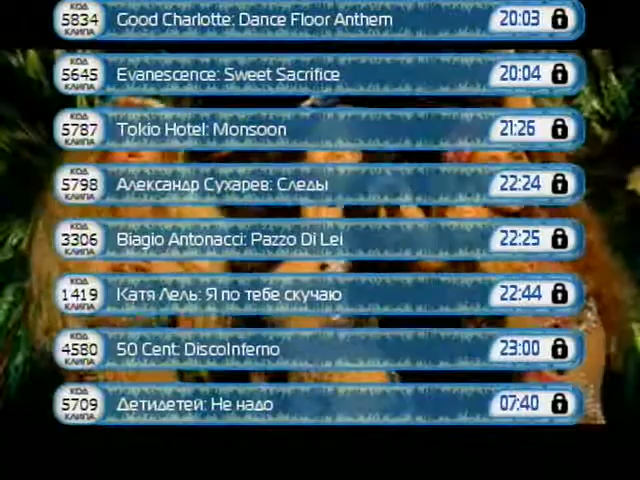 КОД
5834
КЛИПА
Good Charlotte: Dance Floor Anthem
20:03
КОД
5645
КЛИПА
Evanescence: Sweet Sacrifice
20:04
КОД
5787
КЛИПА
Tokio Hotel: Monsoon
21:26
КОД
5798
КЛИПА
Александр Сухарев: Следы
22:24
КОД
3306
КЛИПА
Biagio Antonacci: Pazzo Di Lei
22:25
КОД
1419
КЛИПА
Катя Лель: Я по тебе скучаю
22:44
КОД
4580
КЛИПА
50 Cent: DiscoInferno
23:00
КОД
5709
КЛИПА
Детидетей: Не надо
07:40